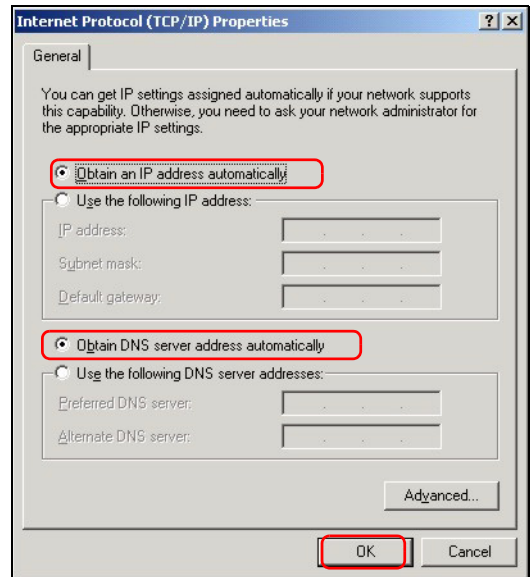 Internet Protocol (TCP/IP) Properties
General
You can get IP settings assigned automatically if your network supports
this capability. Otherwise, you need to ask your network administrator for
the appropriate IP settings.
Obtain an IP address automatically
Use the following IP address:
IP address:
Subnet mask:
Default gateway:
Obtain DNS server address automatically
Use the following DNS server addresses:
Preferred DNS server:
Alternate DNS server:
Advanced...
OK Cancel